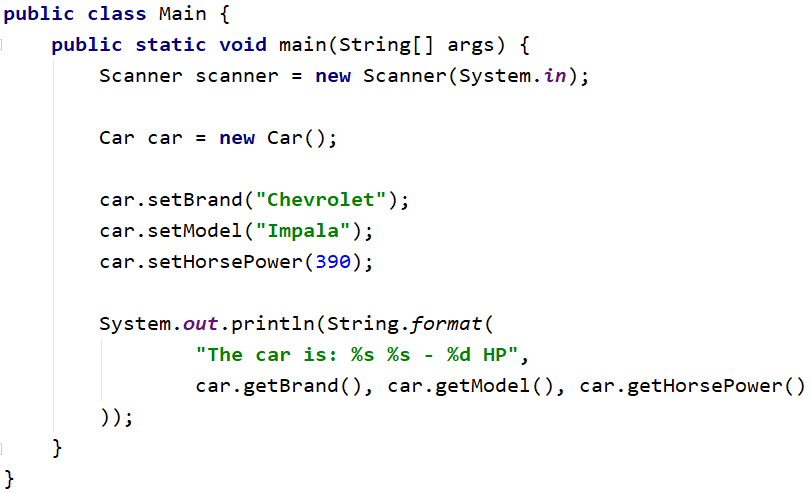 public class Main {
public static void main(String[] args) {
Scanner scanner = new Scanner(System.in);
Car car = new Car();
car.setBrand("Chevrolet");
car.setModel("Impala");
car.setHorsePower(390);
System.out.println(String.format(
"The car is: %s %s - %d HP",
car.getBrand(), car.getModel(), car.getHorsePower()
));
}
}